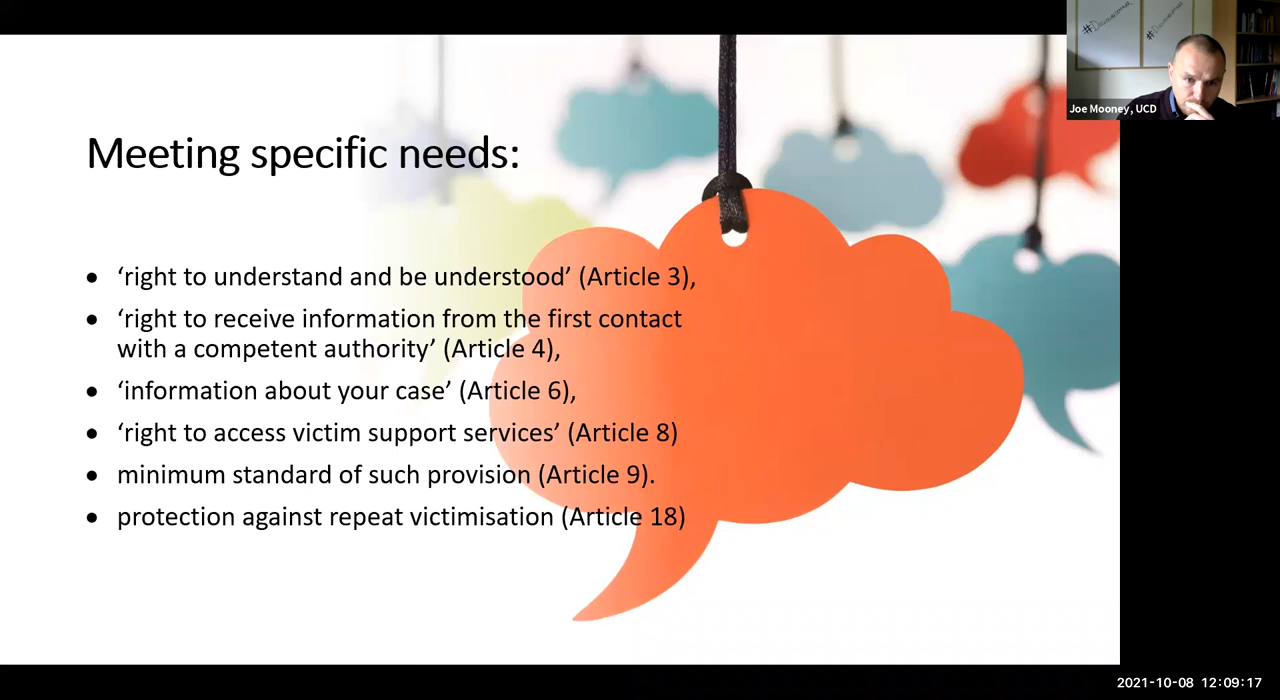 Meeting specific needs:
• ‘right to understand and be understood’ (Article 3),
• ‘right to receive information from the first contact
with a competent authority’ (Article 4),
• ‘information about your case’ (Article 6),
• ‘right to access victim support services’ (Article 8)
• minimum standard of such provision (Article 9).
• protection against repeat victimisation (Article 18)
Joe Mooney, UCD
2021-10-08 12:09:17